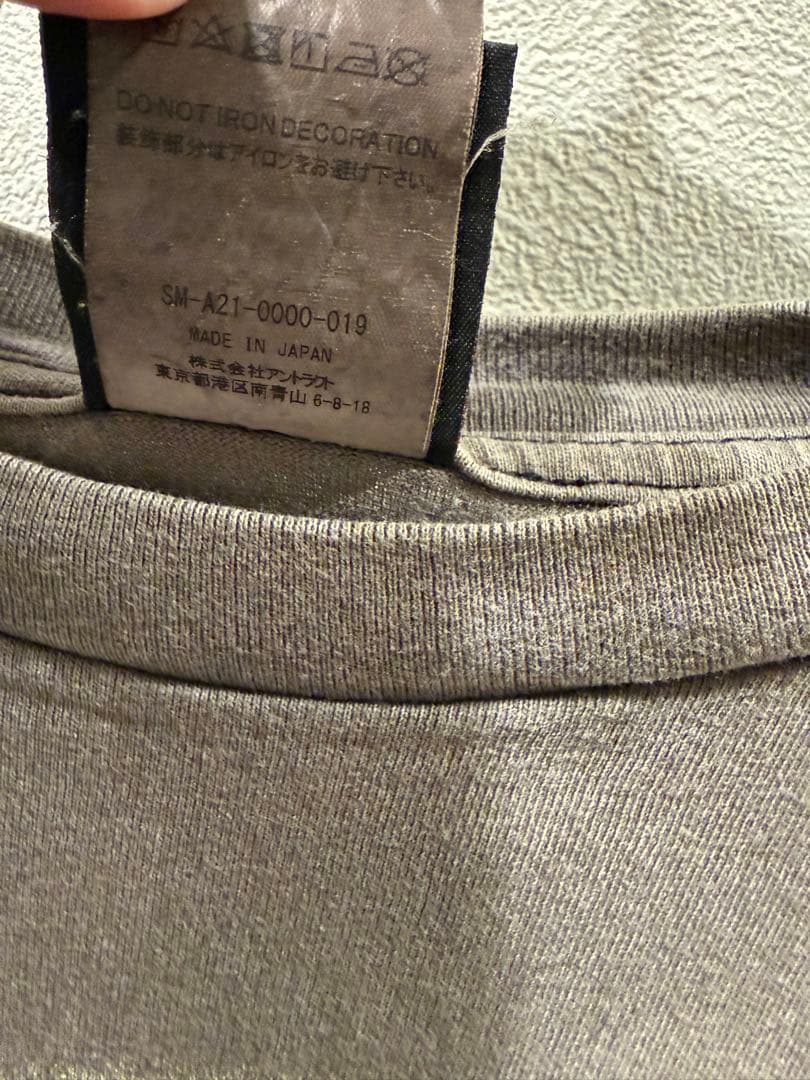 DO NOT IRON DECORATION
装飾部分はアイロンをお避け下さい。
SM-A21-0000-019
MADE IN JAPAN
株式会社アントラクト
東京都港区南青山 6-8-18